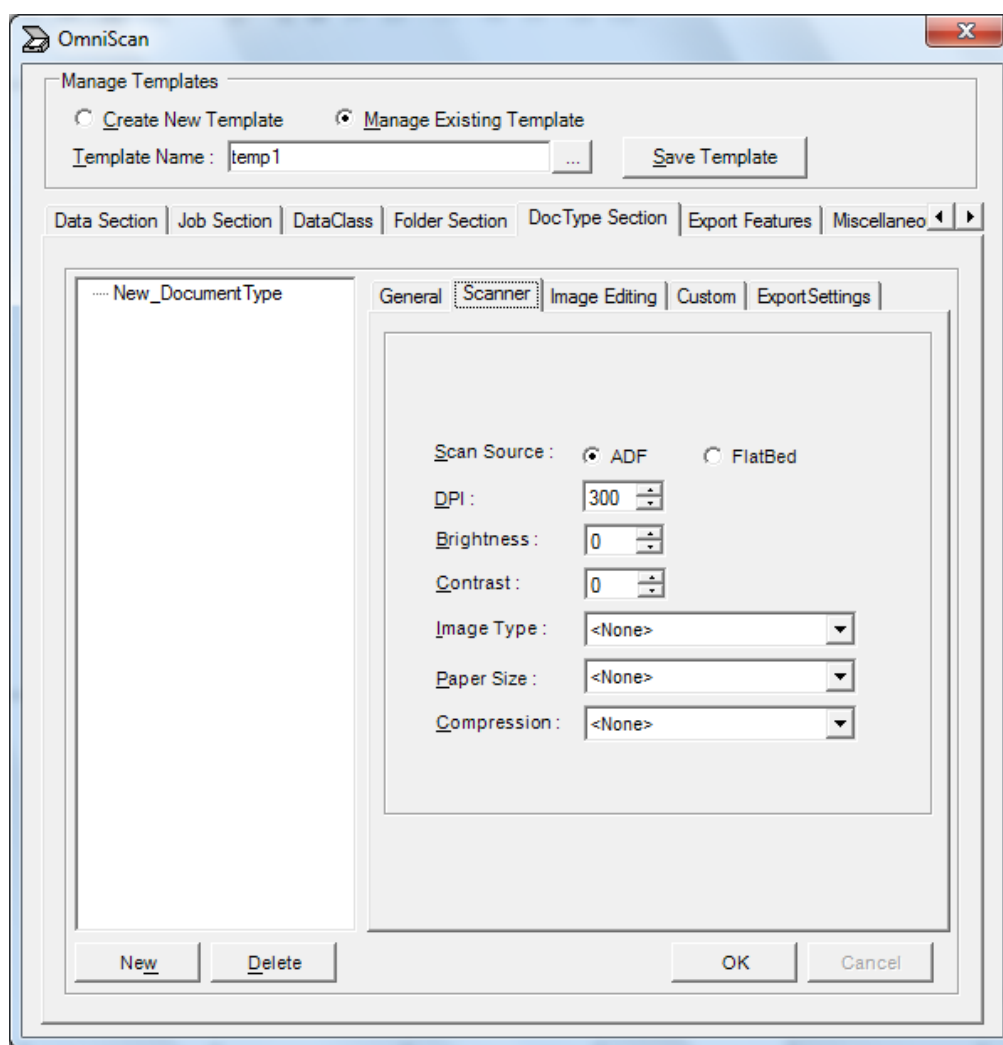 OmniScan
Manage Templates
Create New Template Manage Existing Template
Template Name : temp1 ... Save Template
Data Section Job Section DataClass Folder Section DocType Section Export Features Miscellaneo
New_DocumentType
General Scanner Image Editing Custom ExportSettings
Scan Source : ADF FlatBed
DPI : 300
Brightness : 0
Contrast : 0
Image Type : <None>
Paper Size : <None>
Compression : <None>
New Delete OK Cancel